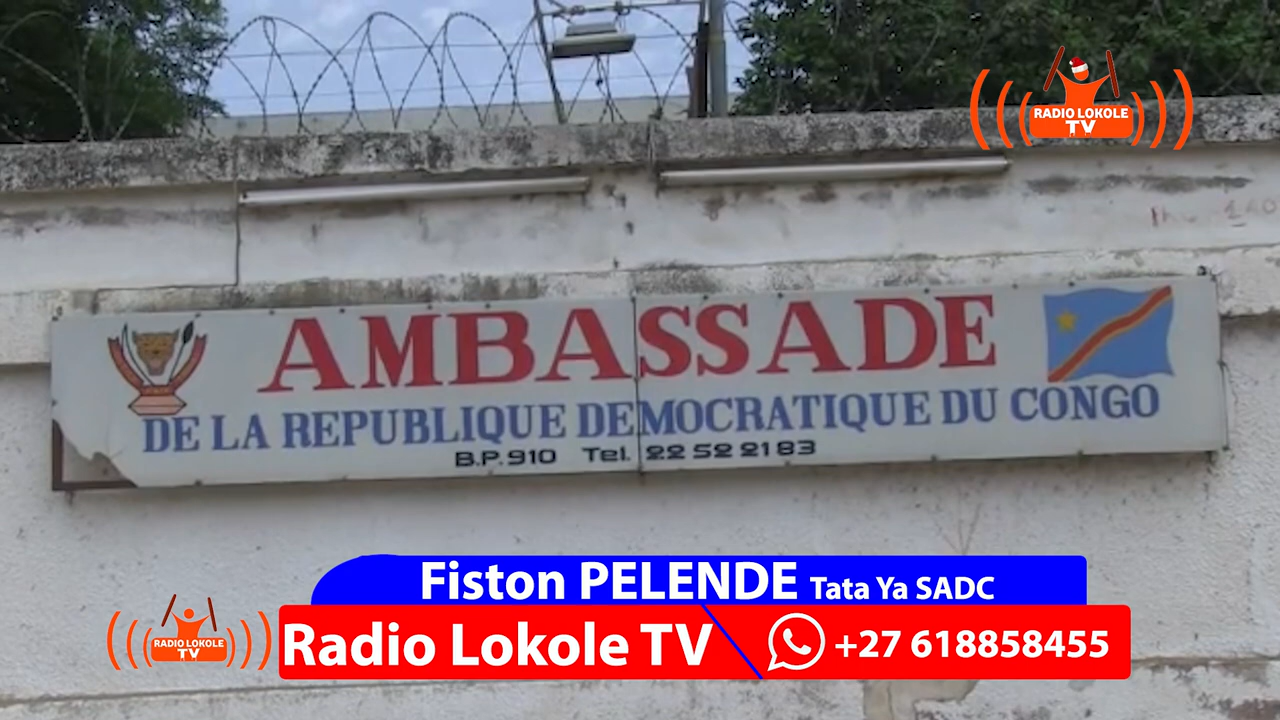 RADIO LOKOLE
TV
AMBASSADE
DE LA REPUBLIQUE DEMOCRATIQUE DU CONGO
B.P. 910 Tel. 22 52 21 83
Fiston PELENDE Tata Ya SADC
RADIO LOKOLE
TV
Radio Lokole TV
+27 618858455